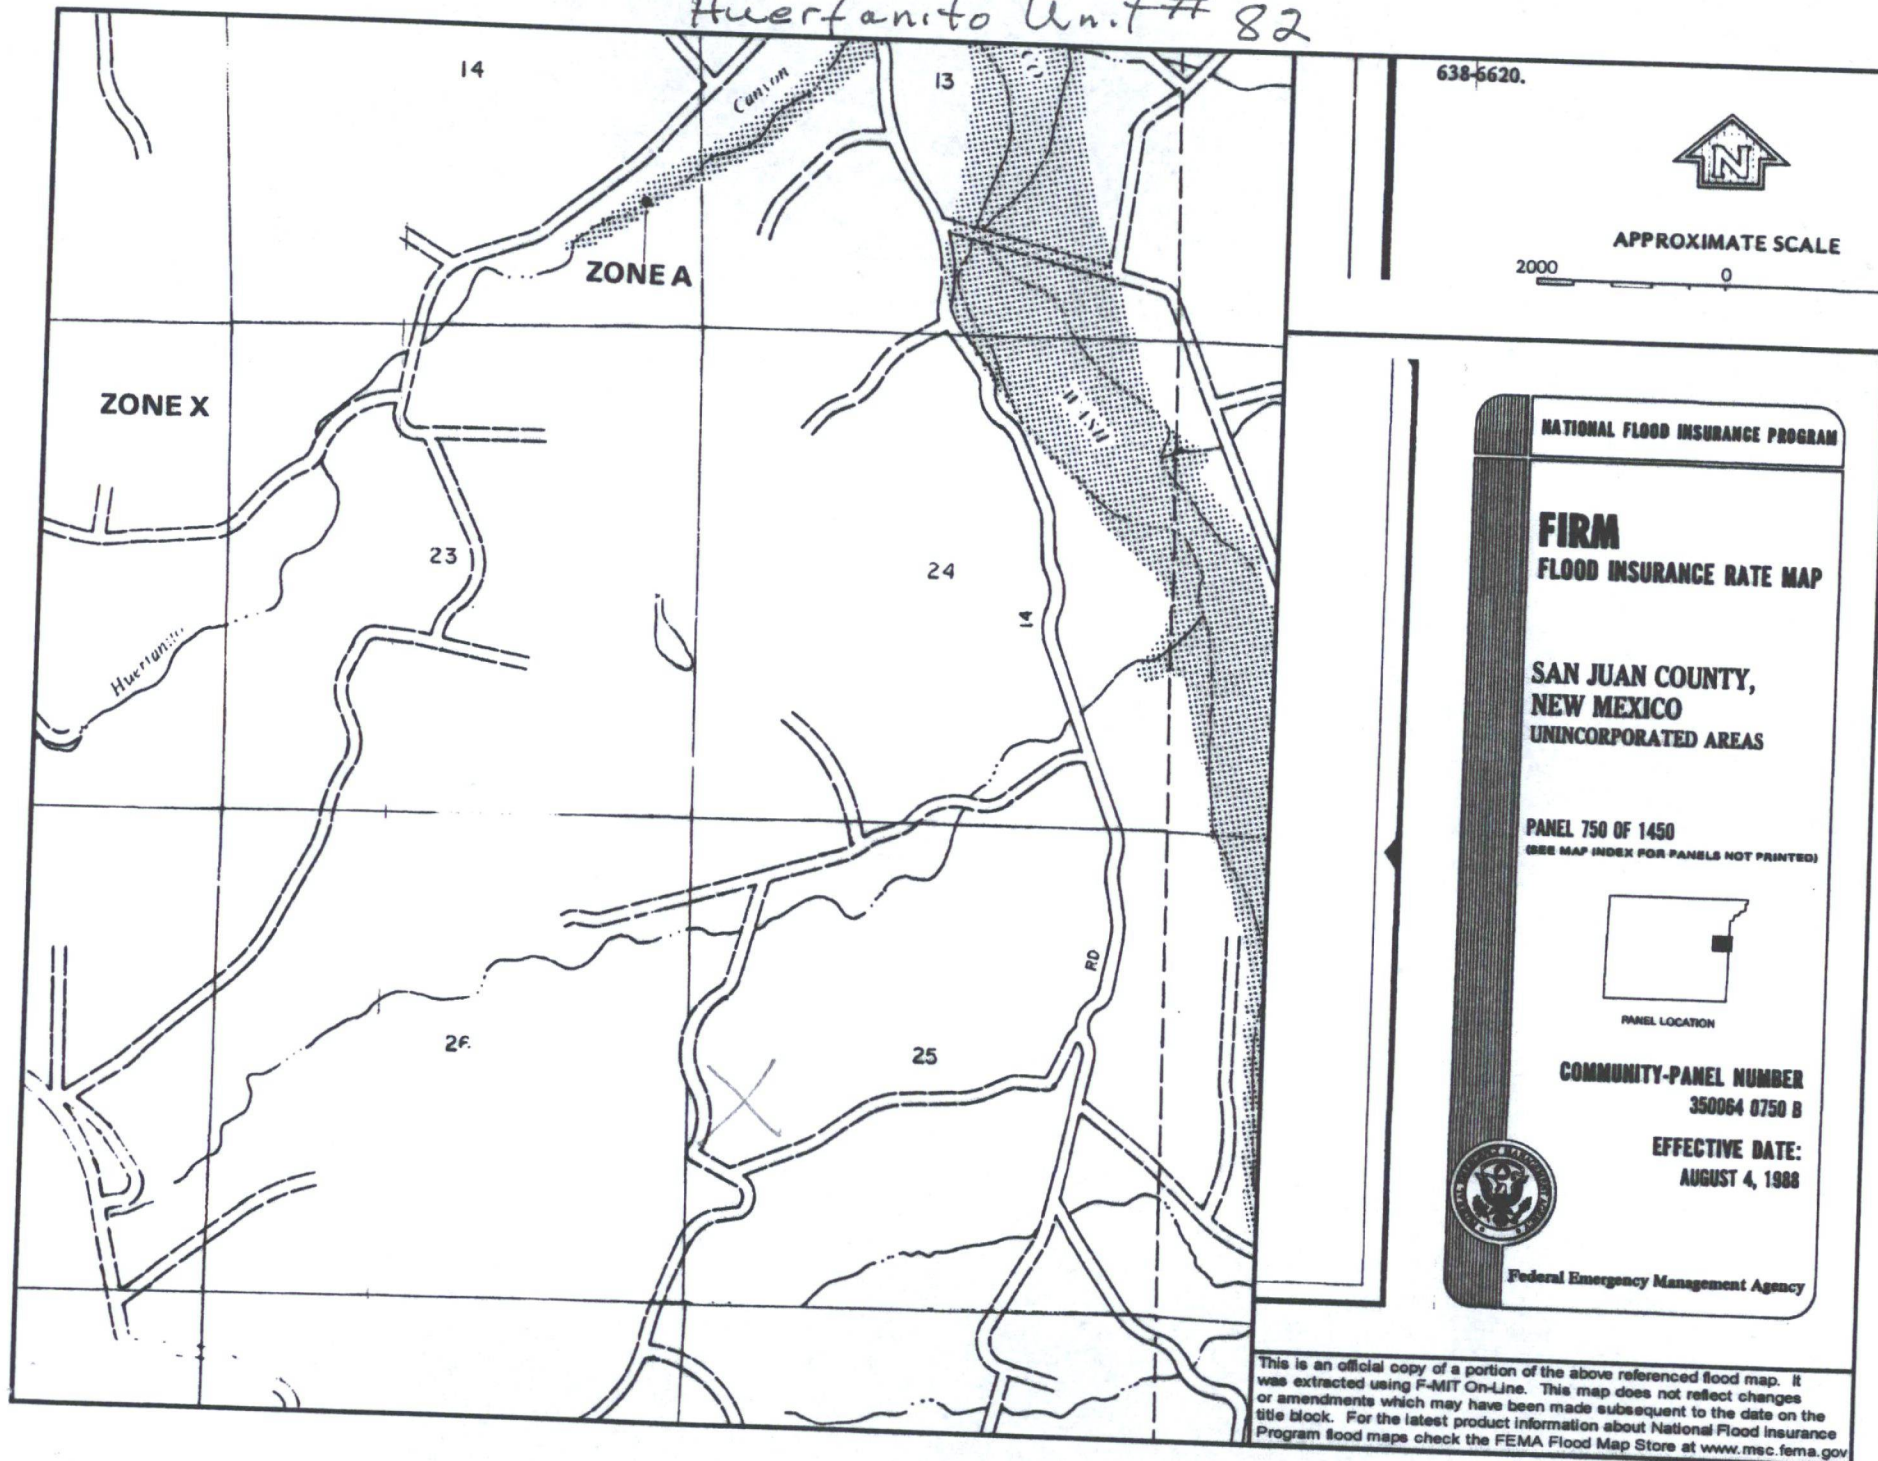 Huerfanito Unit # 82
14
Canyon
13
CO
638-6620.
N
APPROXIMATE SCALE
2000 0
ZONE A
ZONE X
WASH
23
24
14
RD
26
25
NATIONAL FLOOD INSURANCE PROGRAM
FIRM
FLOOD INSURANCE RATE MAP
SAN JUAN COUNTY,
NEW MEXICO
UNINCORPORATED AREAS
PANEL 750 OF 1450
(SEE MAP INDEX FOR PANELS NOT PRINTED)
PANEL LOCATION
COMMUNITY-PANEL NUMBER
350064 0750 B
EFFECTIVE DATE:
AUGUST 4, 1988
Federal Emergency Management Agency
This is an official copy of a portion of the above referenced flood map. It
was extracted using F-MIT On-Line. This map does not reflect changes
or amendments which may have been made subsequent to the date on the
title block. For the latest product information about National Flood Insurance
Program flood maps check the FEMA Flood Map Store at www.msc.fema.gov